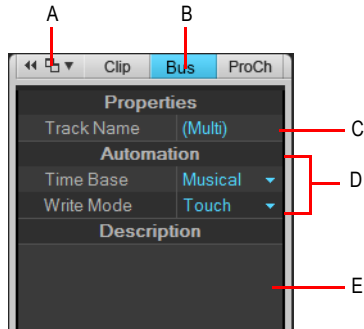 A
B
Clip Bus ProCh
Properties
Track Name (Multi)
C
Automation
Time Base Musical
D
Write Mode Touch
Description
E